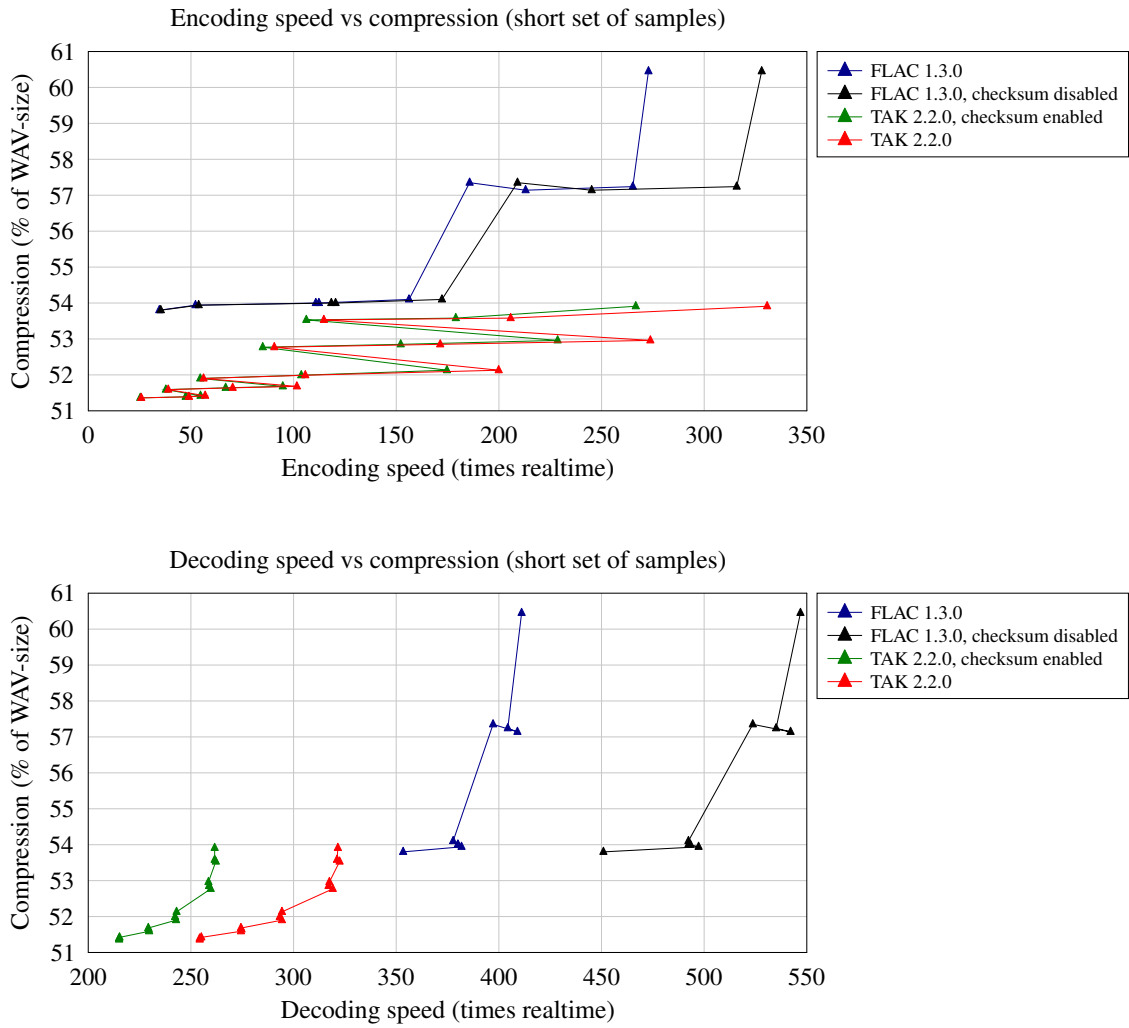 Encoding speed vs compression (short set of samples)
61
60
59
58
57
56
55
54
53
52
51
Compression (% of WAV-size)
0 50 100 150 200 250 300 350
Encoding speed (times realtime)
FLAC 1.3.0
FLAC 1.3.0, checksum disabled
TAK 2.2.0, checksum enabled
TAK 2.2.0
Decoding speed vs compression (short set of samples)
61
60
59
58
57
56
55
54
53
52
51
Compression (% of WAV-size)
200 250 300 350 400 450 500 550
Decoding speed (times realtime)
FLAC 1.3.0
FLAC 1.3.0, checksum disabled
TAK 2.2.0, checksum enabled
TAK 2.2.0